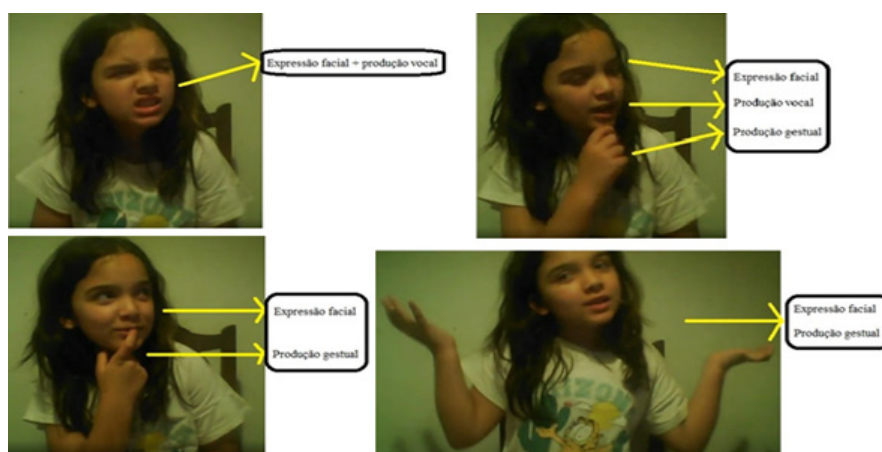 Expressão facial + produção vocal
Expressão facial
Produção vocal
Produção gestual
Expressão facial
Produção gestual
Expressão facial
Produção gestual